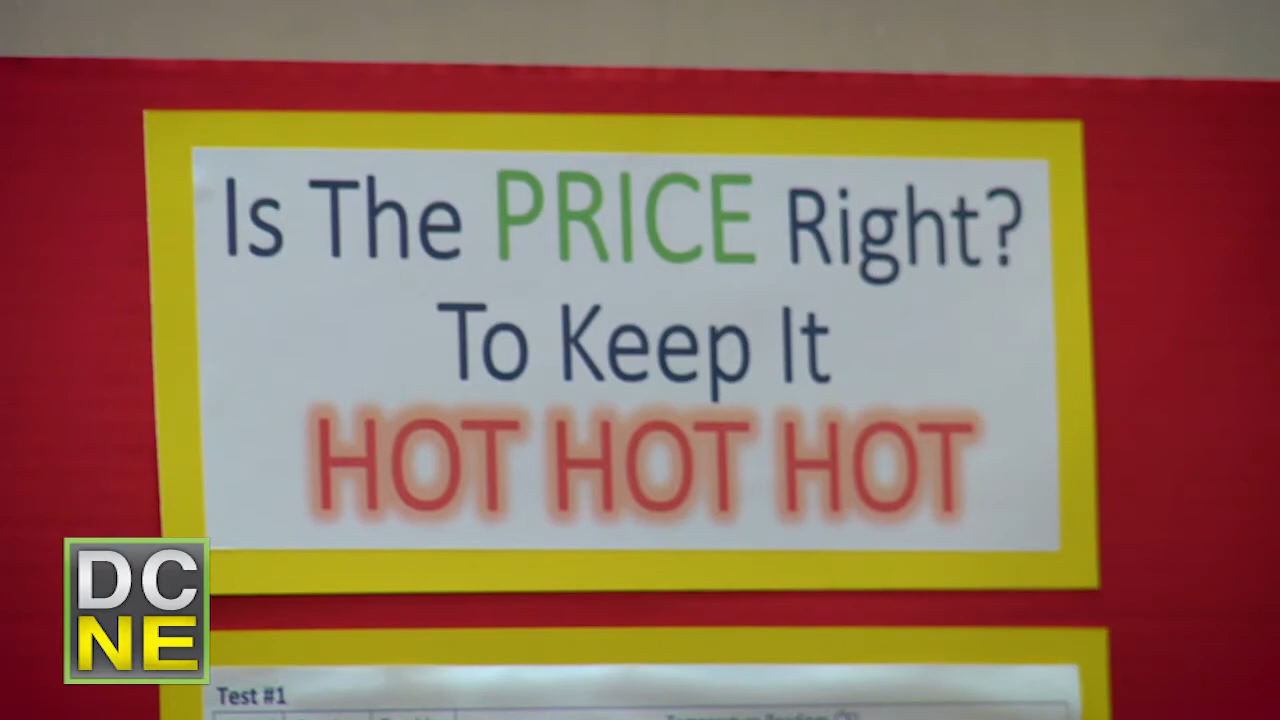 Is The PRICE Right?
To Keep It
HOT HOT HOT
DC
NE
Test #1